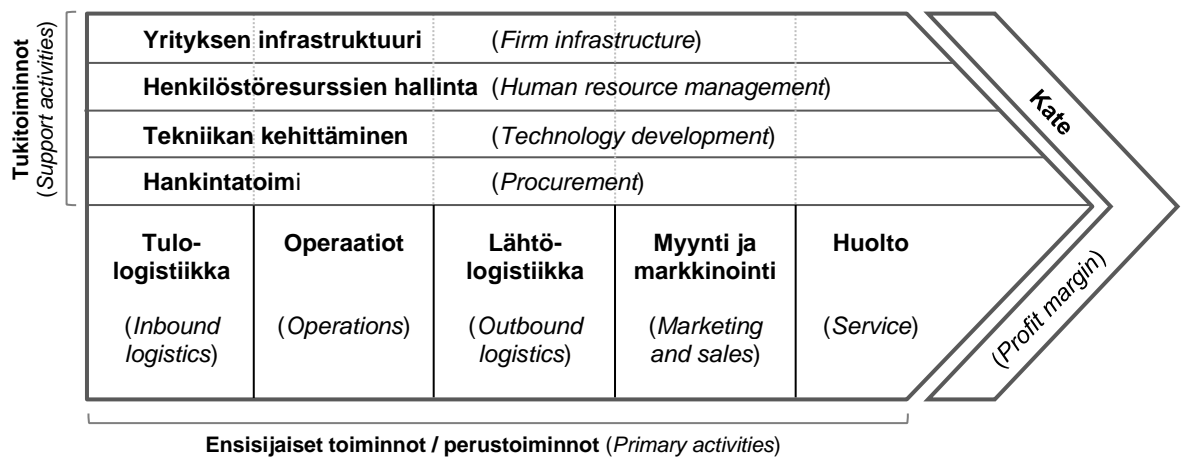 Tukitoiminnot
(Support activities)
Yrityksen infrastruktuuri (Firm infrastructure)
Henkilöstöresurssien hallinta (Human resource management)
Tekniikan kehittäminen (Technology development)
Hankintatoimi (Procurement)
Tulo-
logistiikka
(Inbound
logistics)
Operaatiot
(Operations)
Lähtö-
logistiikka
(Outbound
logistics)
Myynti ja
markkinointi
(Marketing
and sales)
Huolto
(Service)
Kate
(Profit margin)
Ensisijaiset toiminnot / perustoiminnot (Primary activities)